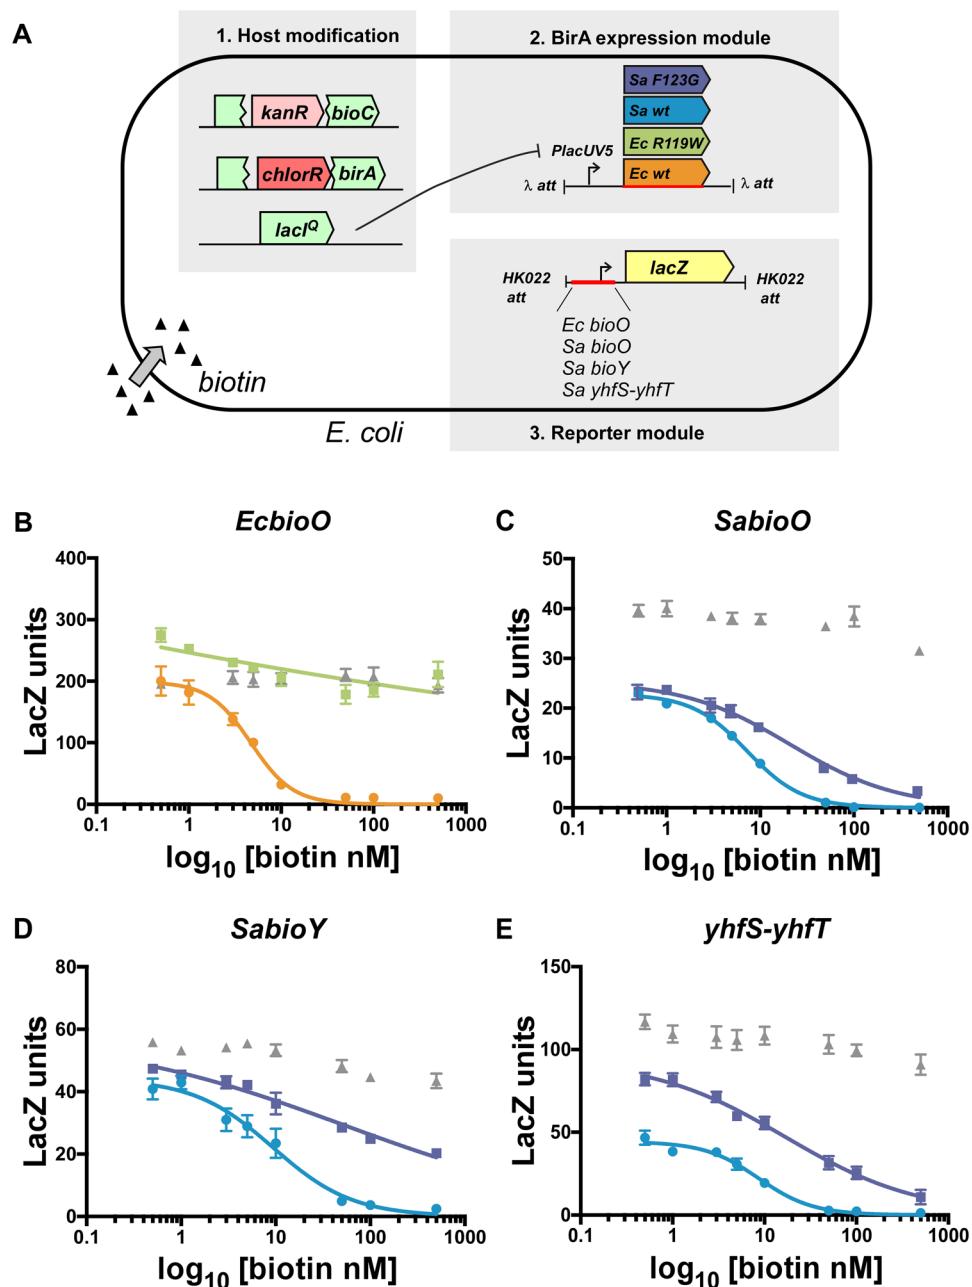 A
1. Host modification
kanR bioC
chlorR birA
lacI^Q
2. BirA expression module
Sa F123G
Sa wt
Ec R119W
PlacUV5
Ec wt
λ att
λ att
lacZ
HK022
att
HK022
att
Ec bioO
Sa bioO
Sa bioY
Sa yhfS-yhfT
3. Reporter module
biotin
E. coli
B
EcbioO
LacZ units
400
300
200
100
0
0.1 1 10 100 1000
log10 [biotin nM]
C
SabioO
LacZ units
50
40
30
20
10
0
0.1 1 10 100 1000
log10 [biotin nM]
D
SabioY
LacZ units
80
60
40
20
0
0.1 1 10 100 1000
log10 [biotin nM]
E
yhfS-yhfT
LacZ units
150
100
50
0
0.1 1 10 100 1000
log10 [biotin nM]